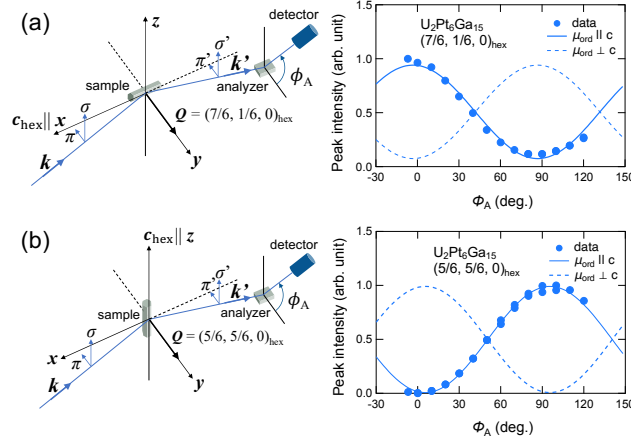 (a)
z
detector
σ'
π'
k'
ϕA
sample
analyzer
σ
chex|| x
π
Q = (7/6, 1/6, 0)hex
k
y
1.5
1.0
0.5
0.0
Peak intensity (arb. unit)
U2Pt6Ga15
(7/6, 1/6, 0)hex
data
μord || c
μord ⊥ c
-30 0 30 60 90 120 150
ΦA (deg.)
(b)
chex|| z
detector
σ'
π'
k'
ϕA
sample
analyzer
σ
x
π
Q = (5/6, 5/6, 0)hex
k
y
1.5
1.0
0.5
0.0
Peak intensity (arb. unit)
U2Pt6Ga15
(5/6, 5/6, 0)hex
data
μord || c
μord ⊥ c
-30 0 30 60 90 120 150
ΦA (deg.)